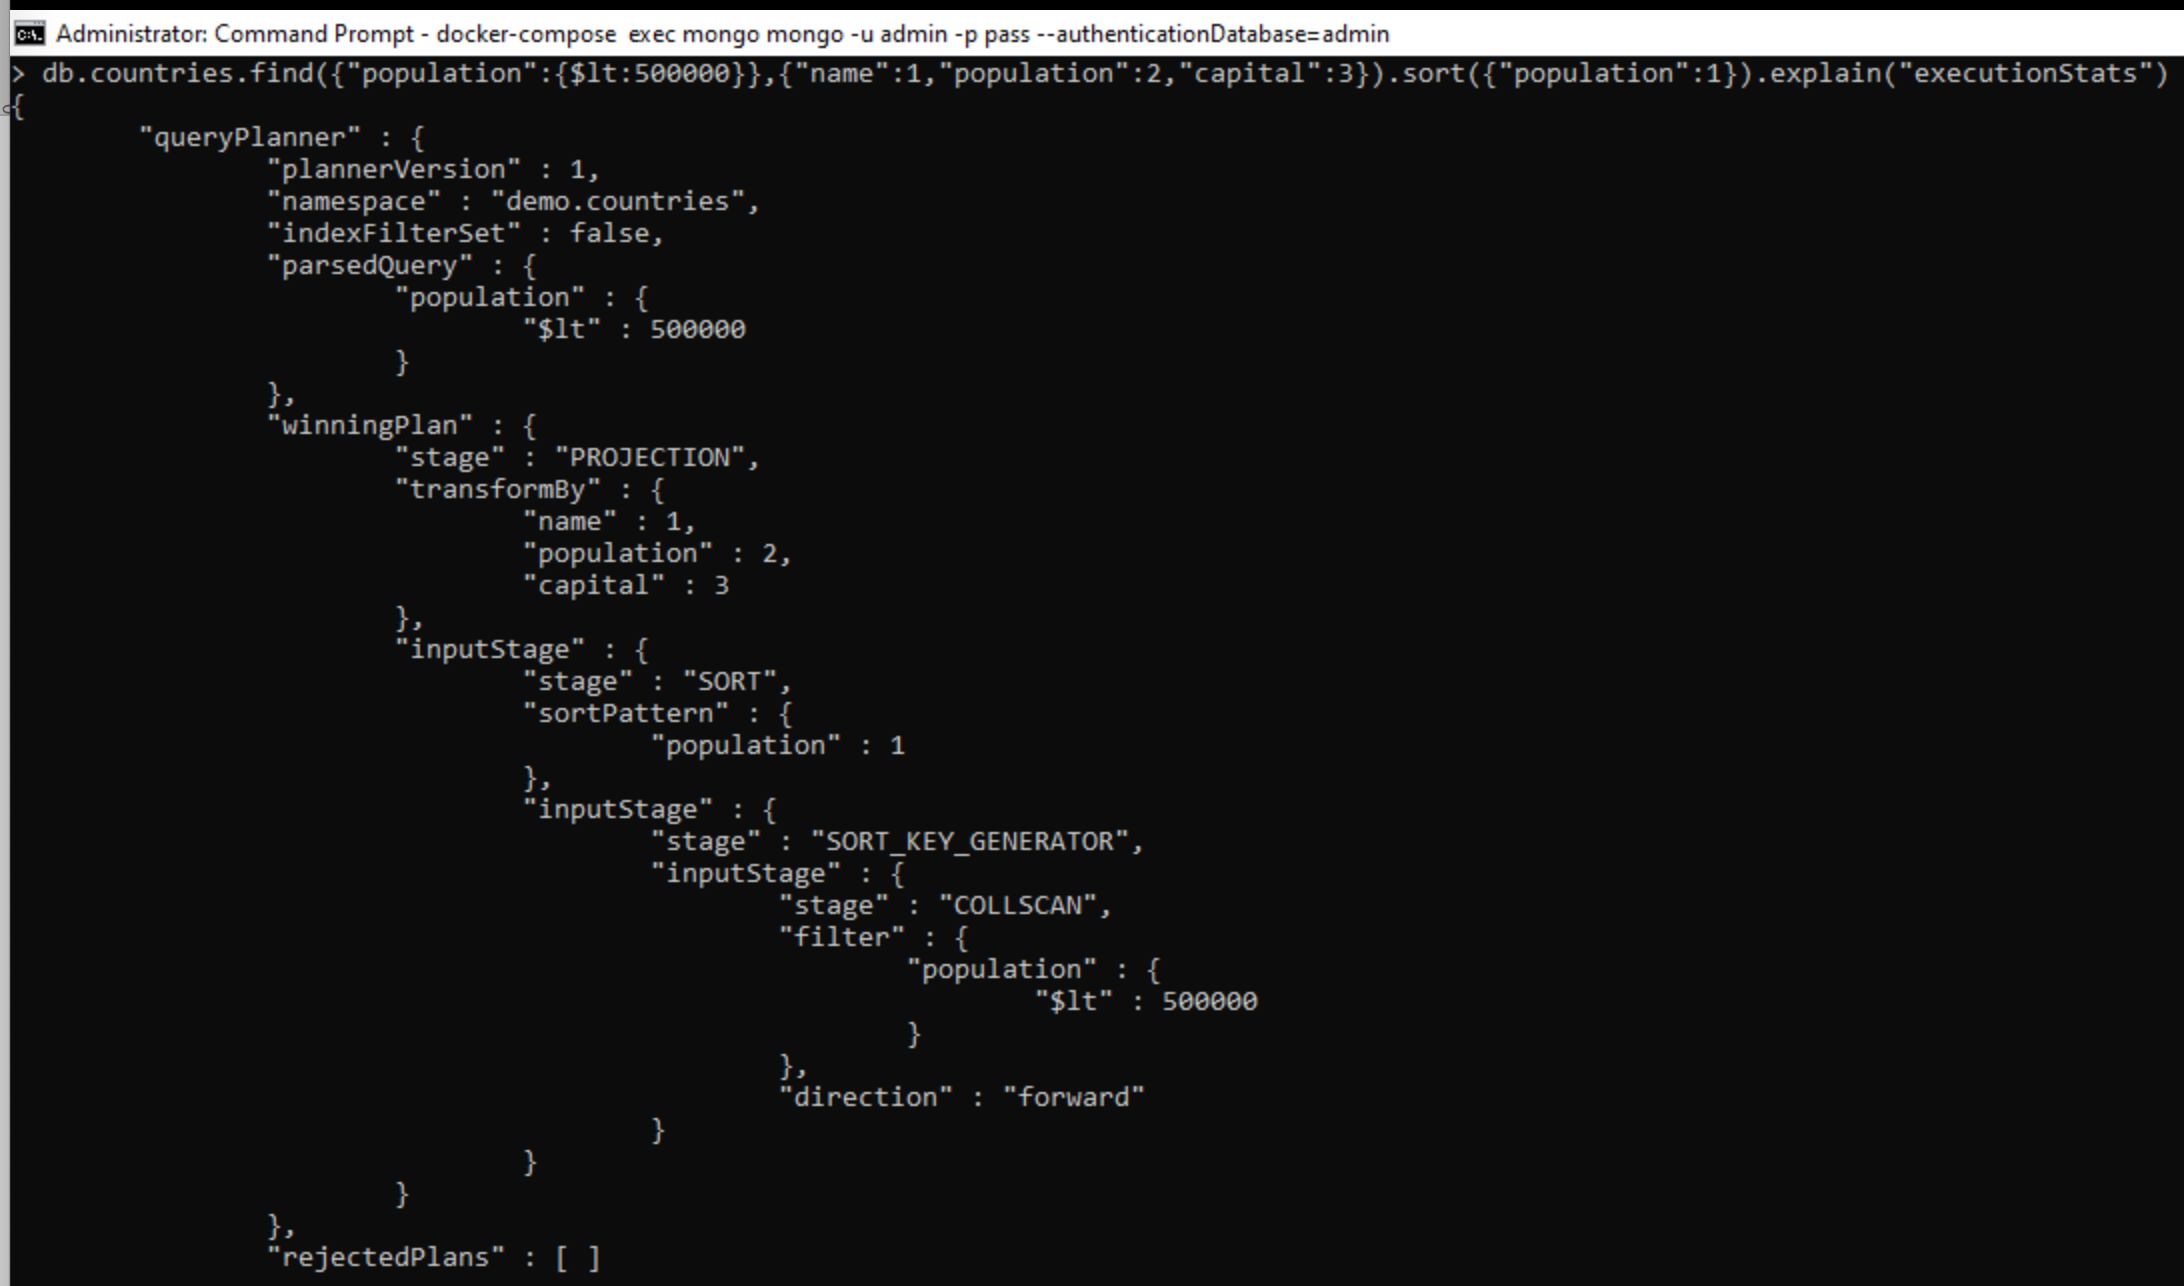 Administrator: Command Prompt - docker-compose  exec mongo mongo -u admin -p pass --authenticationDatabase=admin
> db.countries.find({"population":{$lt:500000}},{"name":1,"population":2,"capital":3}).sort({"population":1}).explain("executionStats")
{
        "queryPlanner" : {
                "plannerVersion" : 1,
                "namespace" : "demo.countries",
                "indexFilterSet" : false,
                "parsedQuery" : {
                        "population" : {
                                "$lt" : 500000
                        }
                },
                "winningPlan" : {
                        "stage" : "PROJECTION",
                        "transformBy" : {
                                "name" : 1,
                                "population" : 2,
                                "capital" : 3
                        },
                        "inputStage" : {
                                "stage" : "SORT",
                                "sortPattern" : {
                                        "population" : 1
                                },
                                "inputStage" : {
                                        "stage" : "SORT_KEY_GENERATOR",
                                        "inputStage" : {
                                                "stage" : "COLLSCAN",
                                                "filter" : {
                                                        "population" : {
                                                                "$lt" : 500000
                                                        }
                                                },
                                                "direction" : "forward"
                                        }
                                }
                        }
                },
                "rejectedPlans" : [ ]